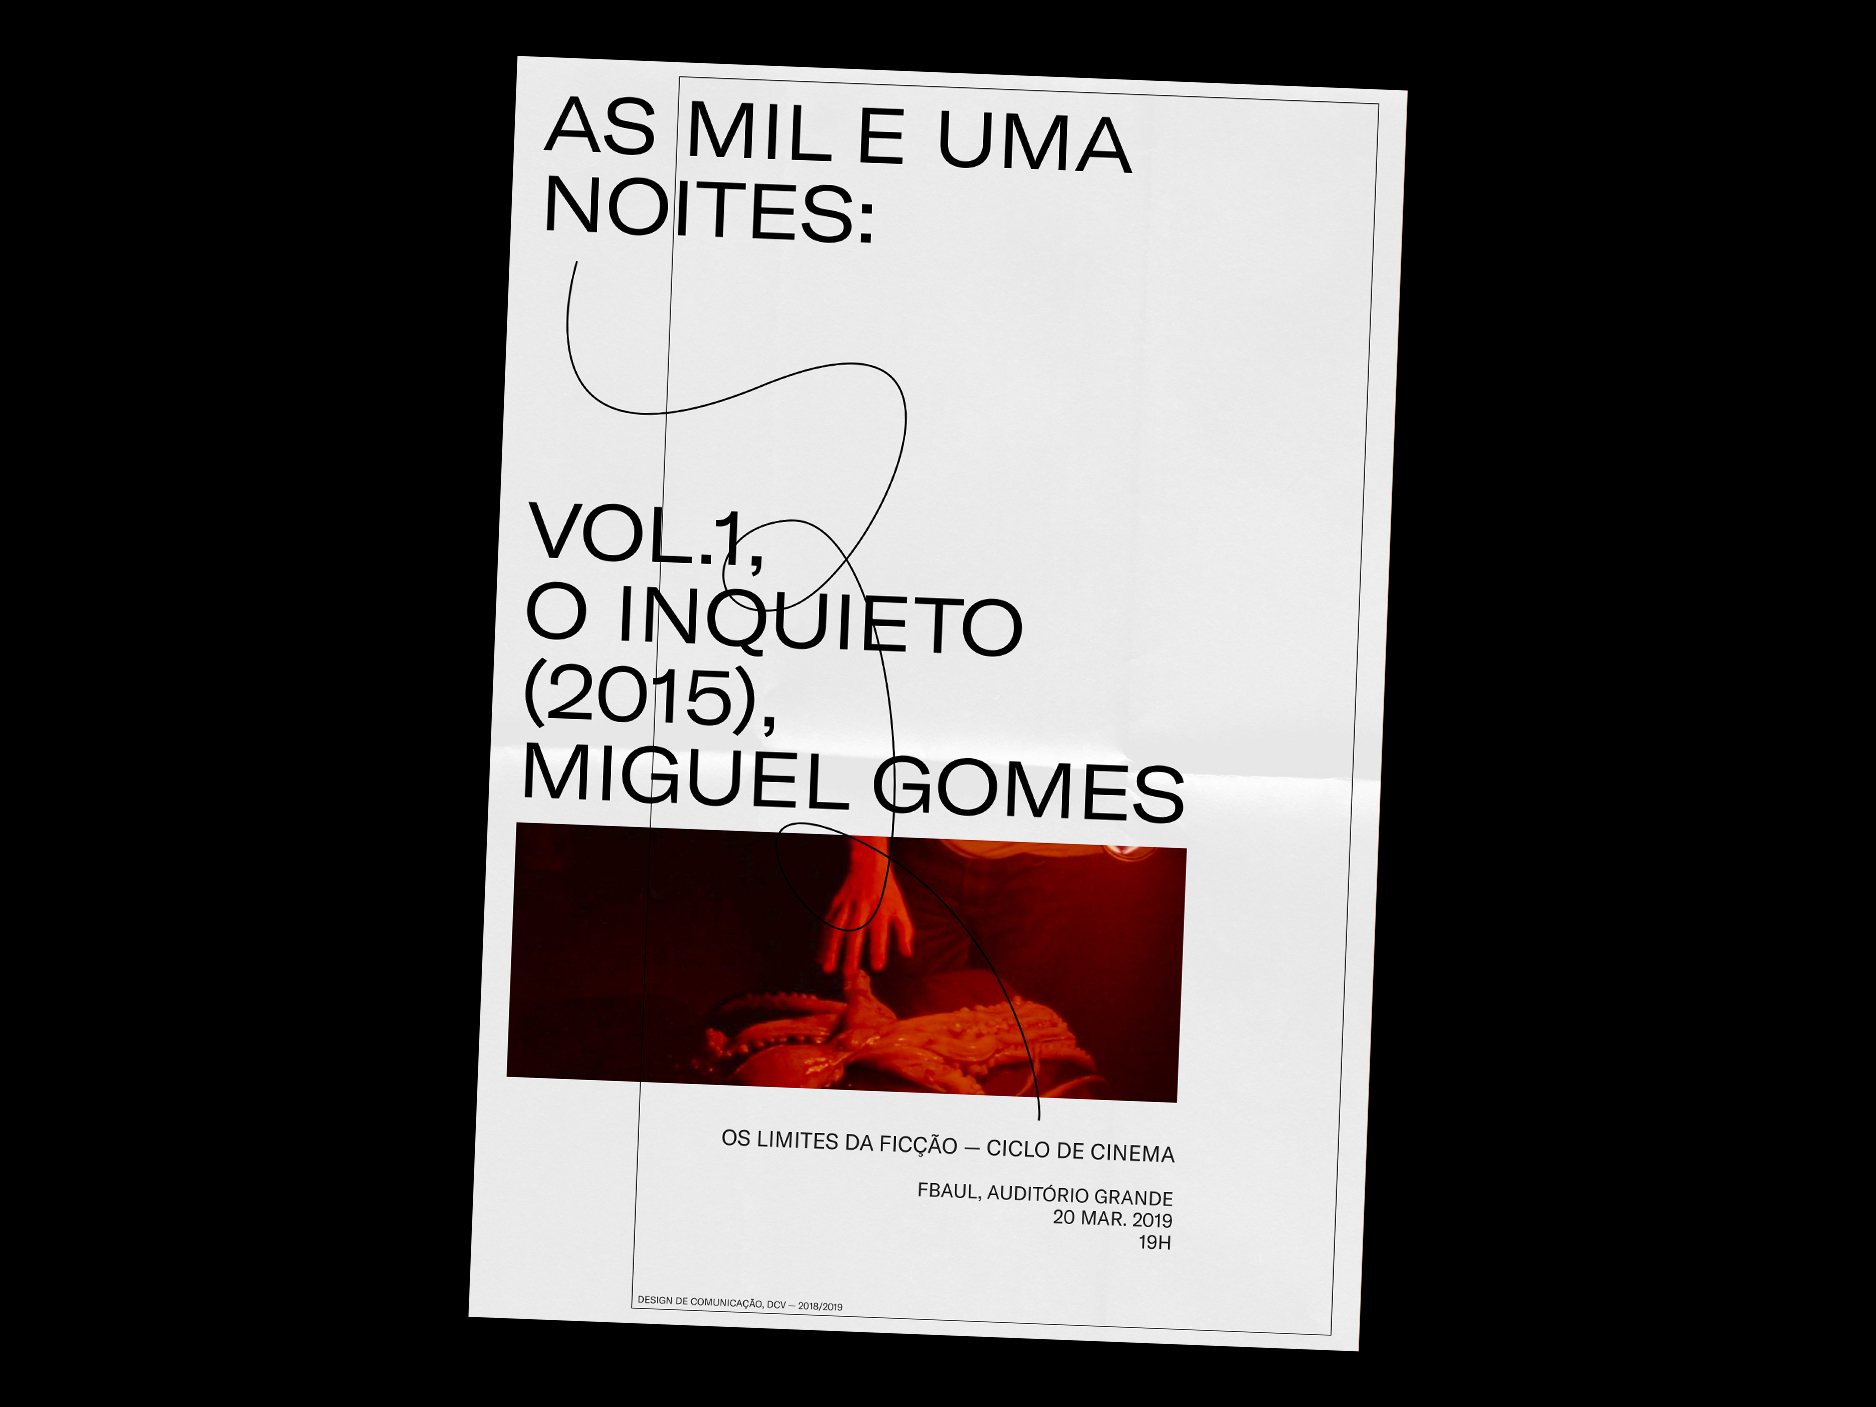 AS MIL E UMA
NOITES:
VOL.1,
O INQUIETO
(2015),
MIGUEL GOMES
OS LIMITES DA FICÇÃO — CICLO DE CINEMA
FBAUL, AUDITÓRIO GRANDE
20 MAR. 2019
19H
DESIGN DE COMUNICAÇÃO, DCV — 2018/2019